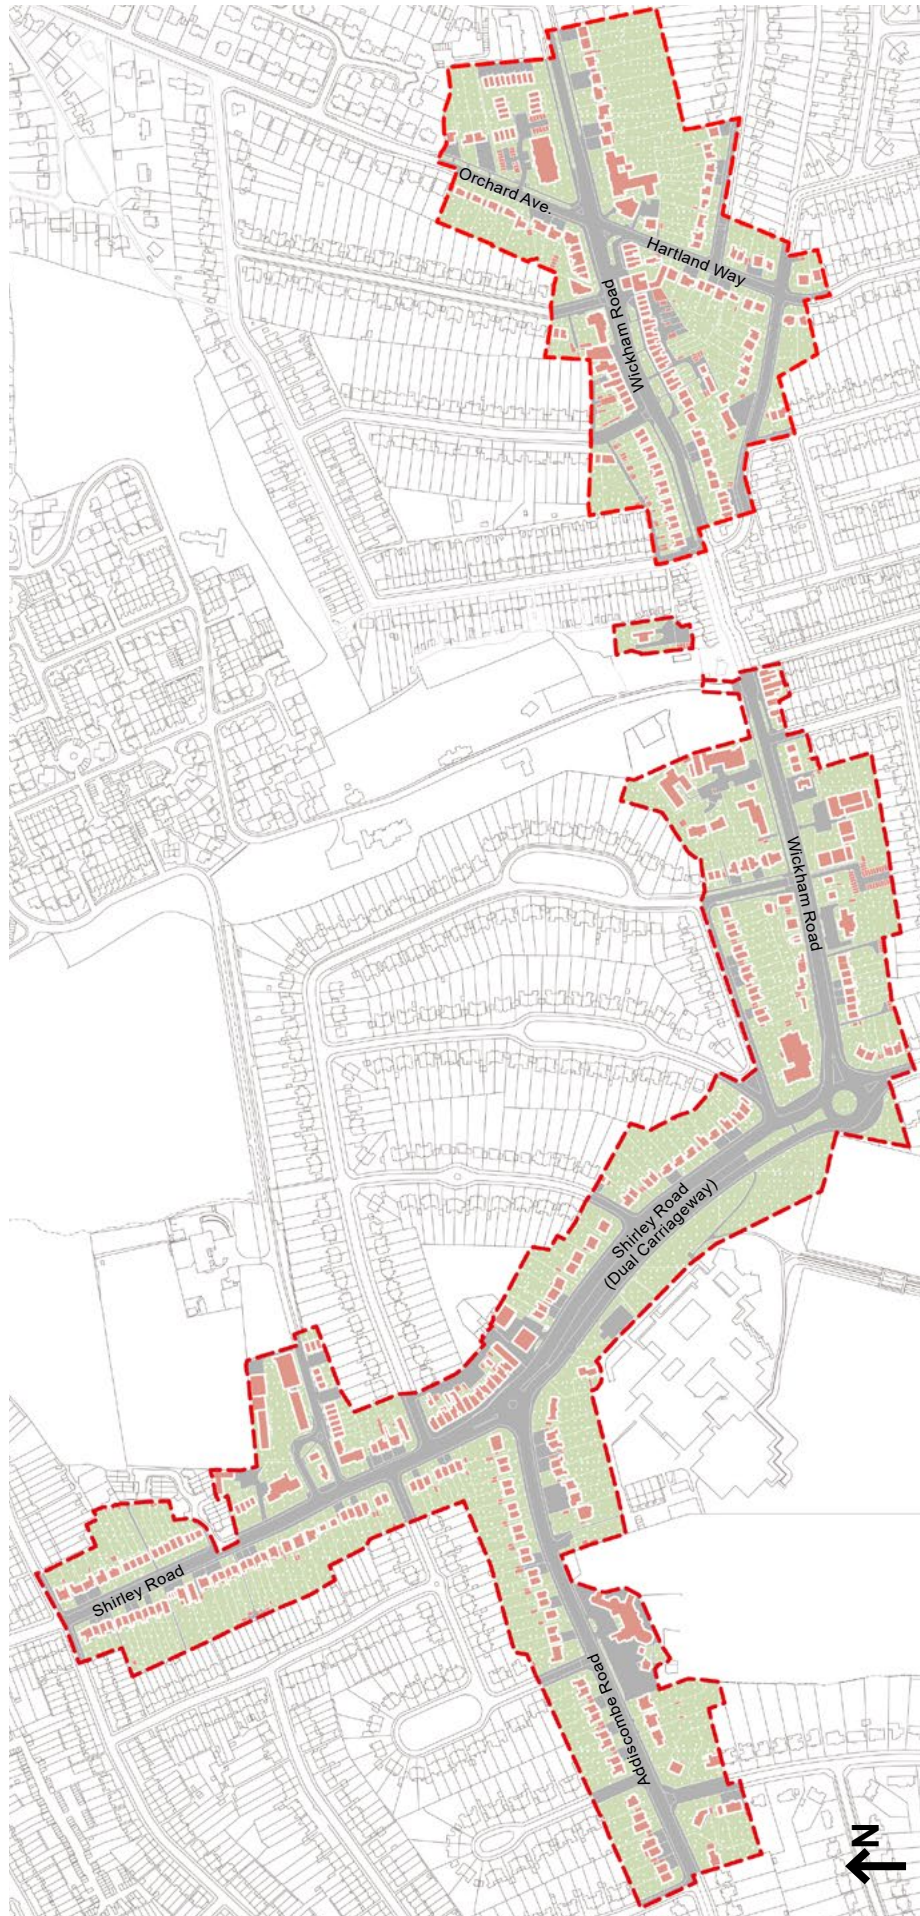 Orchard Ave.
Hartland Way
Wickham Road
Wickham Road
Shirley Road
(Dual Carriageway)
Shirley Road
Addiscombe Road
N